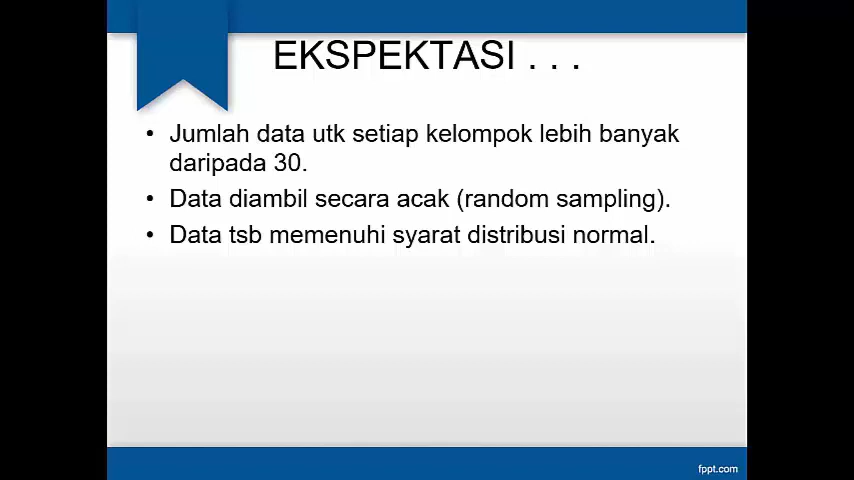 EKSPEKTASI . . .
• Jumlah data utk setiap kelompok lebih banyak
daripada 30.
• Data diambil secara acak (random sampling).
• Data tsb memenuhi syarat distribusi normal.
fppt.com